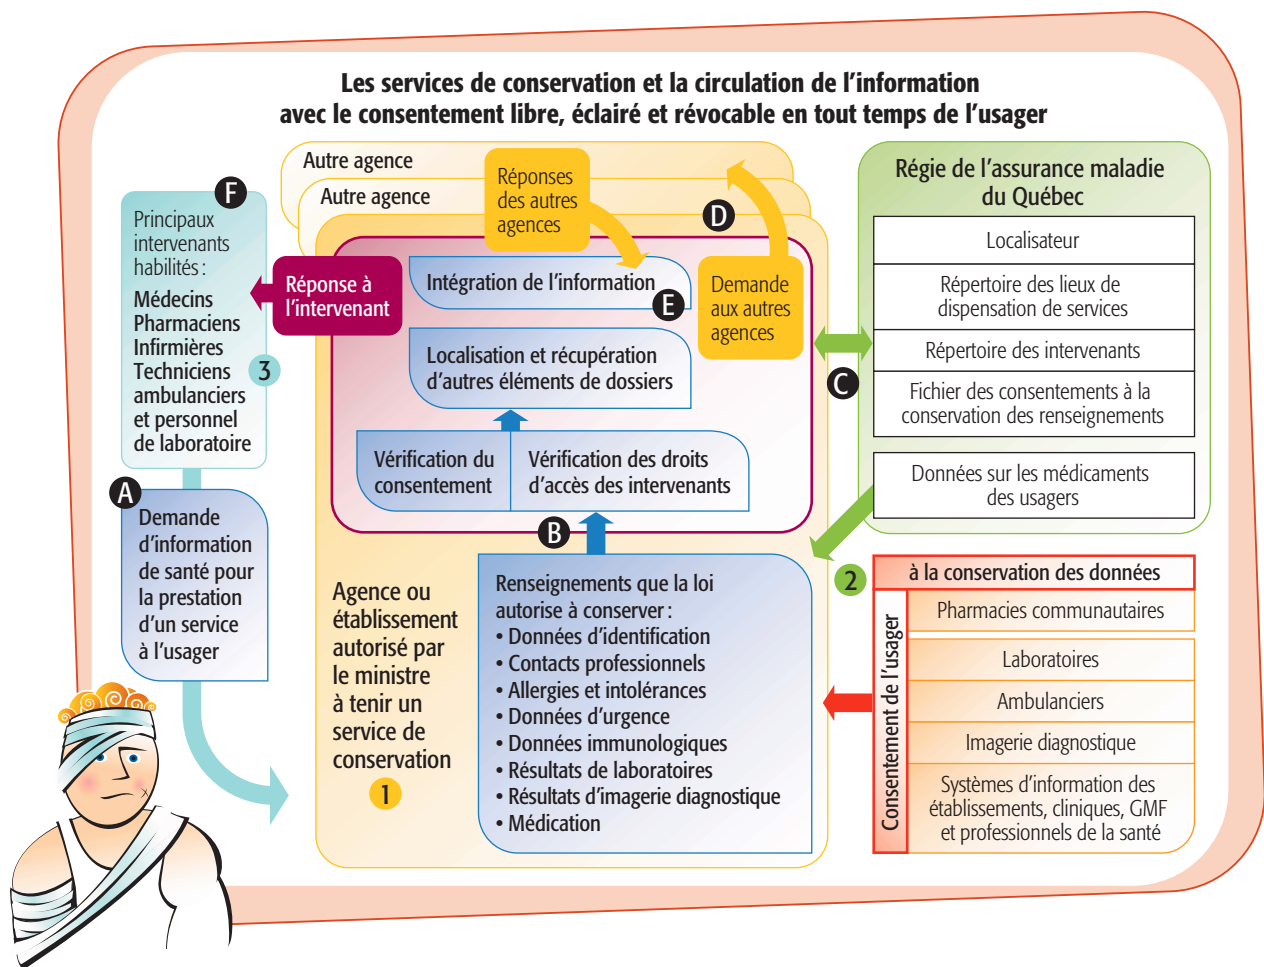 Les services de conservation et la circulation de l'information
avec le consentement libre, éclairé et révocable en tout temps de l'usager
F
Principaux
intervenants
habilités :
Médecins
Pharmaciens
Infirmières
Techniciens
ambulanciers
et personnel
de laboratoire
3
A
Demande
d'information
de santé pour
la prestation
d'un service
à l'usager
Réponse à
l'intervenant
Autre agence
Autre agence
Réponses
des autres
agences
D
Demande
aux autres
agences
Intégration de l'information
E
Localisation et récupération
d'autres éléments de dossiers
Vérification du
consentement
Vérification des droits
d'accès des intervenants
B
Agence ou
établissement
autorisé par
le ministre
à tenir un
service de
conservation
1
Renseignements que la loi
autorise à conserver :
• Données d'identification
• Contacts professionnels
• Allergies et intolérances
• Données d'urgence
• Données immunologiques
• Résultats de laboratoires
• Résultats d'imagerie diagnostique
• Médication
C
Régie de l'assurance maladie
du Québec
Localisateur
Répertoire des lieux de
dispensation de services
Répertoire des intervenants
Fichier des consentements à la
conservation des renseignements
Données sur les médicaments
des usagers
2
à la conservation des données
Consentement de l'usager
Pharmacies communautaires
Laboratoires
Ambulanciers
Imagerie diagnostique
Systèmes d'information des
établissements, cliniques, GMF
et professionnels de la santé